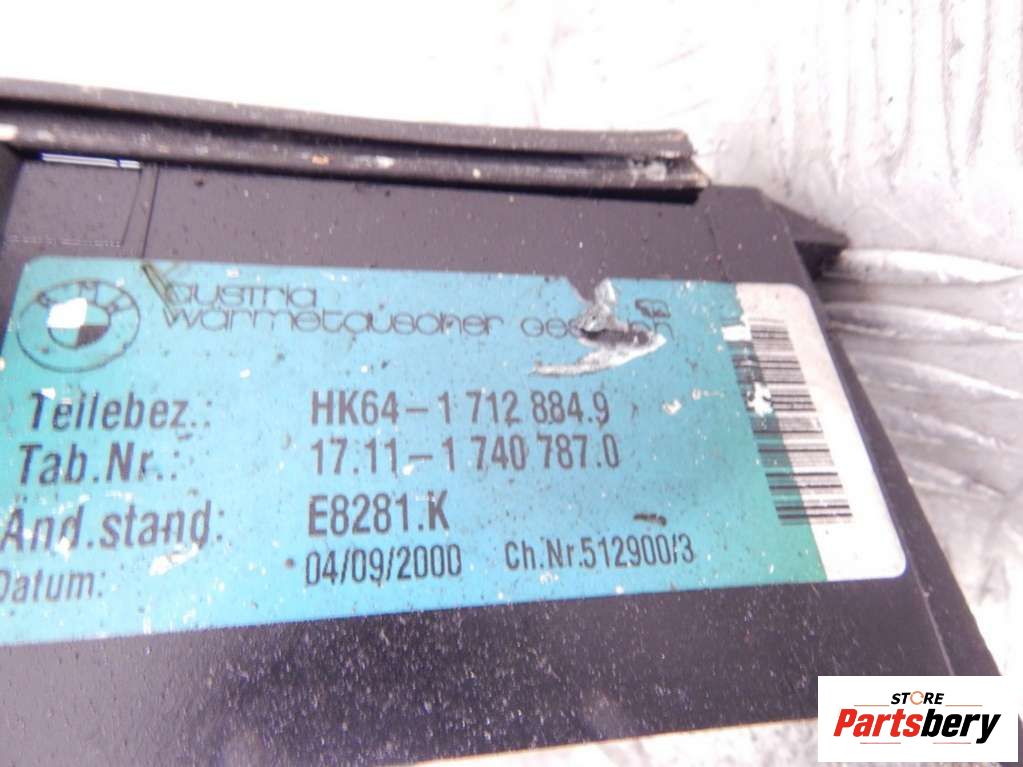 BMW
austria
wärmetauscher
Teilebez.: HK64-1 712 884.9
Tab.Nr.: 17.11-1 740 787.0
Änd.stand: E8281.K
Datum: 04/09/2000 Ch.Nr.512900/3
STORE
Partsbery